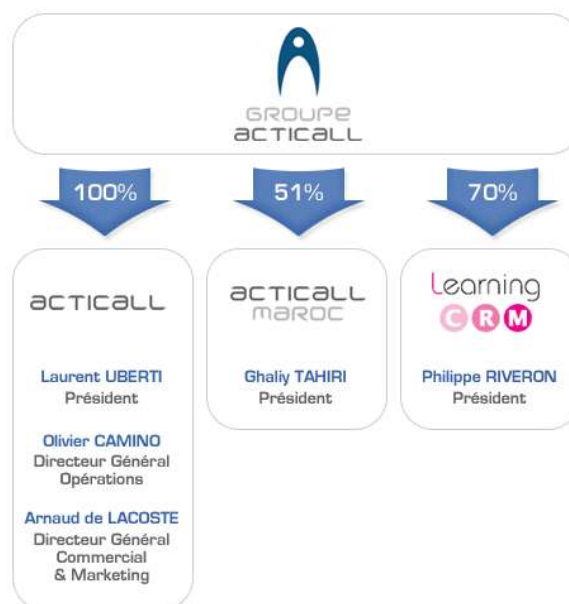 GROUPE
ACTICALL
100%
51%
70%
ACTICALL
Laurent UBERTI
Président
Olivier CAMINO
Directeur Général
Opérations
Arnaud de LACOSTE
Directeur Général
Commercial
& Marketing
ACTICALL
MAROC
Ghaliy TAHIRI
Président
Learning
CRM
Philippe RIVERON
Président